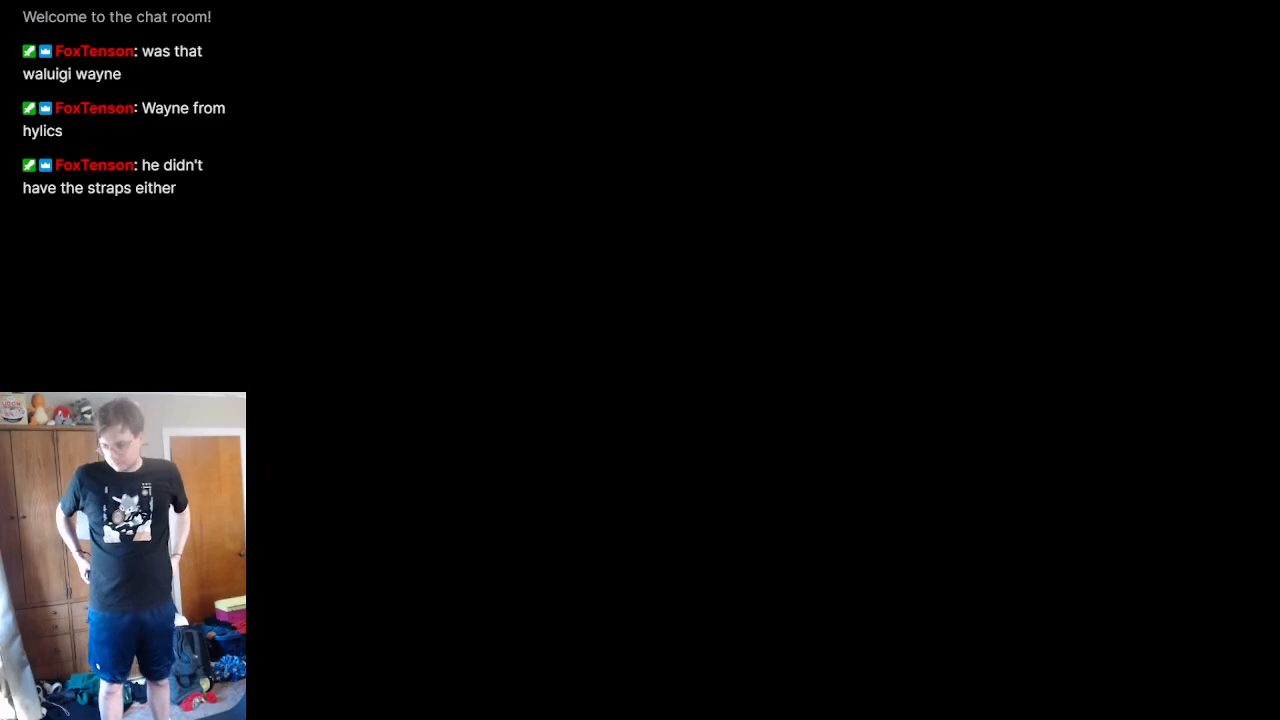 Welcome to the chat room!
FoxTenson: was that
waluigi wayne
FoxTenson: Wayne from
hylics
FoxTenson: he didn't
have the straps either